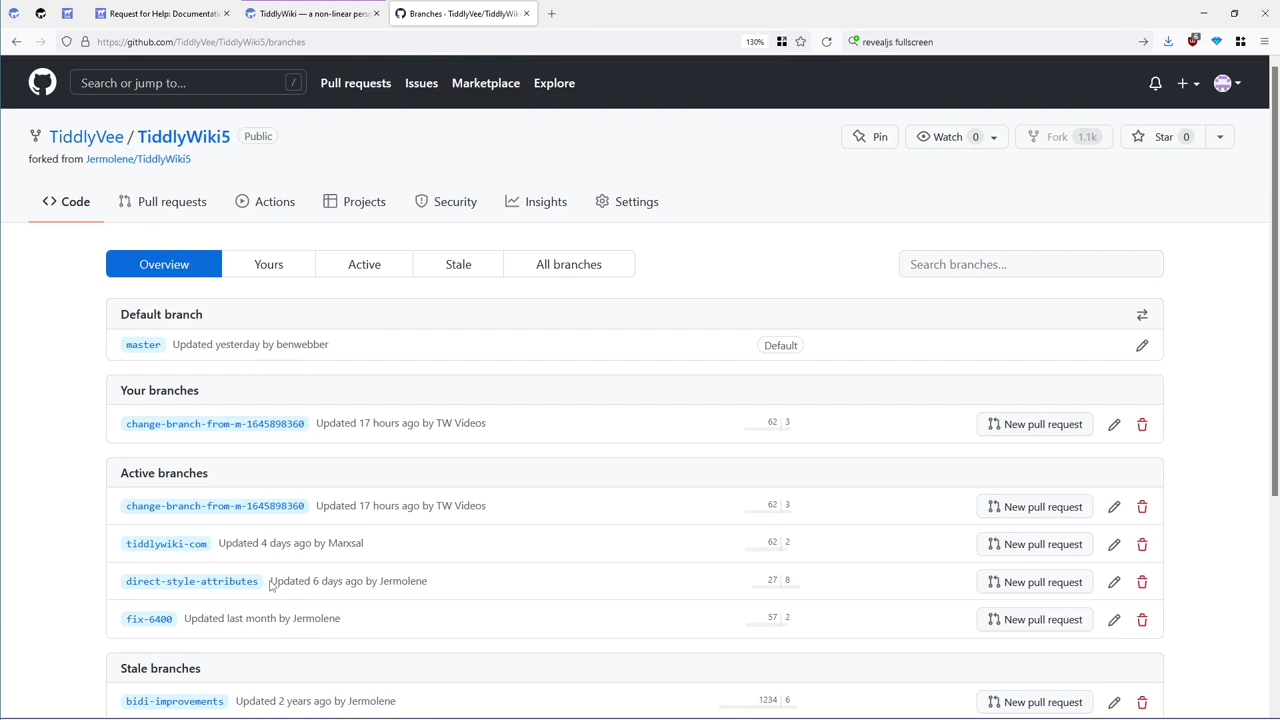 Request for Help: Documentatio
TiddlyWiki — a non-linear pers
Branches - TiddlyVee/TiddlyWiki
https://github.com/TiddlyVee/TiddlyWiki5/branches
130%
revealjs fullscreen
6
Search or jump to...
/
Pull requests
Issues
Marketplace
Explore
TiddlyVee / TiddlyWiki5
Public
forked from Jermolene/TiddlyWiki5
Pin
Watch 0
Fork 1.1k
Star 0
Code
Pull requests
Actions
Projects
Security
Insights
Settings
Overview
Yours
Active
Stale
All branches
Search branches...
Default branch
master Updated yesterday by benwebber
Default
Your branches
change-branch-from-m-1645898360 Updated 17 hours ago by TW Videos
62 3
New pull request
Active branches
change-branch-from-m-1645898360 Updated 17 hours ago by TW Videos
62 3
New pull request
tiddlywiki-com Updated 4 days ago by Marxsal
62 2
New pull request
direct-style-attributes Updated 6 days ago by Jermolene
27 8
New pull request
fix-6400 Updated last month by Jermolene
57 2
New pull request
Stale branches
bidi-improvements Updated 2 years ago by Jermolene
1234 6
New pull request